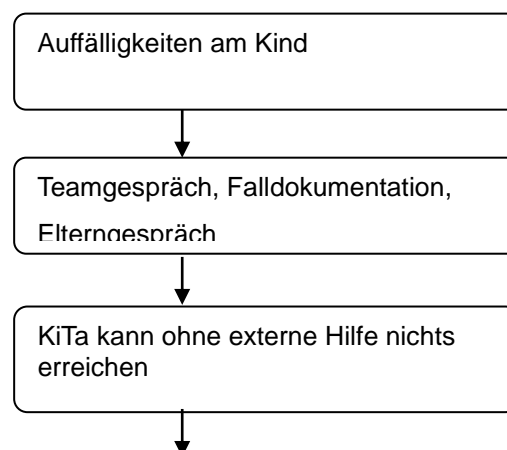 Auffälligkeiten am Kind
Teamgespräch, Falldokumentation,
Elterngespräch
KiTa kann ohne externe Hilfe nichts
erreichen